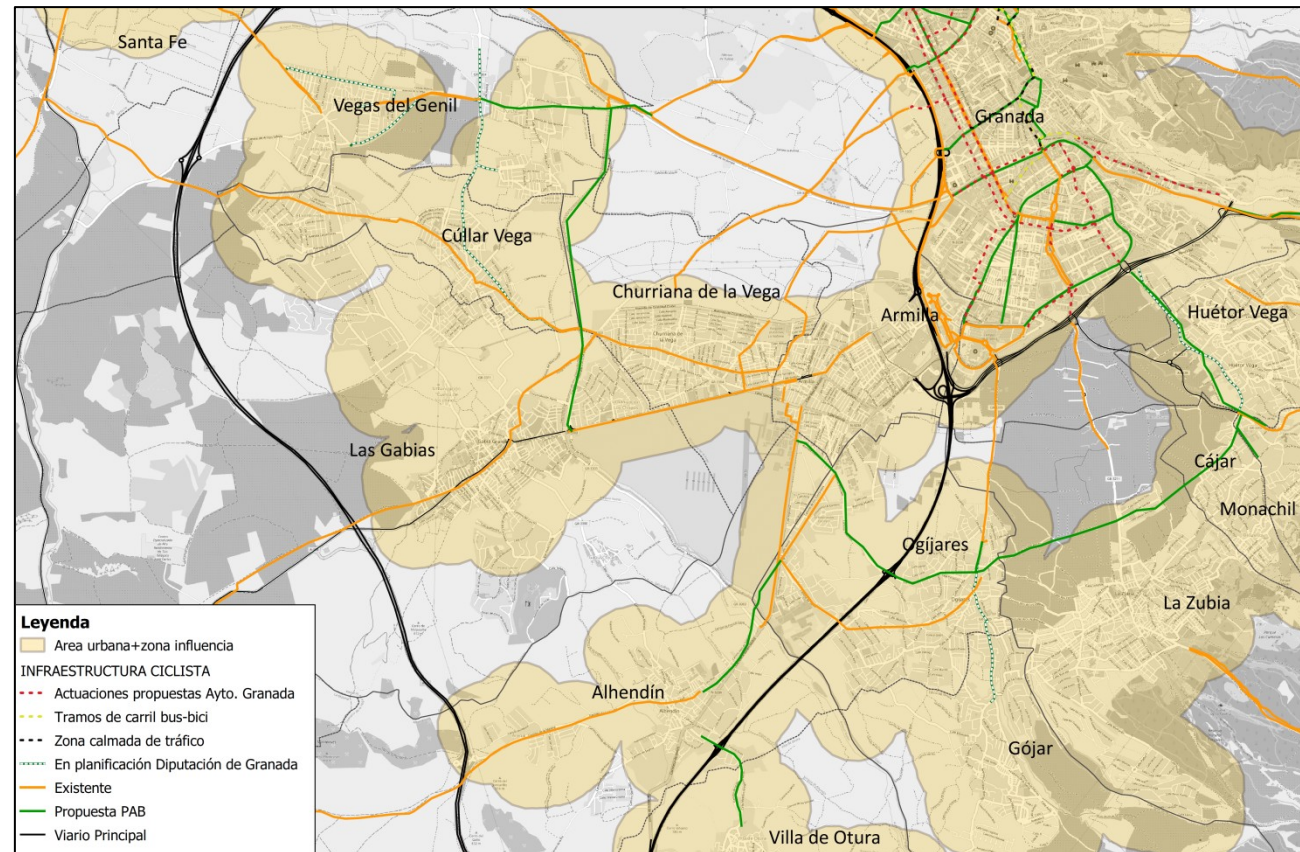 Santa Fe
Vegas del Genil
Granada
Cúllar Vega
Churriana de la Vega
Armilla
Huétor Vega
Las Gabias
Cájar
Monachil
Ogíjares
La Zubia
Alhendín
Gójar
Villa de Otura
Leyenda
Area urbana+zona influencia
INFRAESTRUCTURA CICLISTA
Actuaciones propuestas Ayto. Granada
Tramos de carril bus-bici
Zona calmada de tráfico
En planificación Diputación de Granada
Existente
Propuesta PAB
Viario Principal